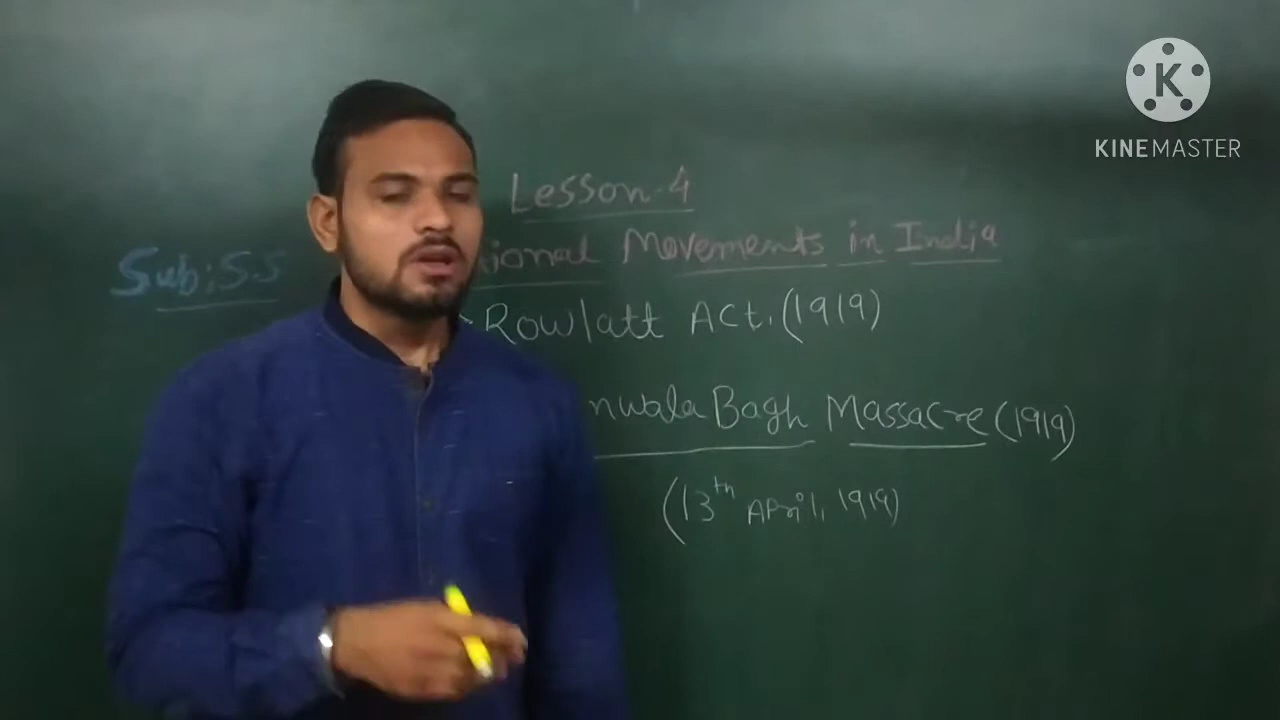 K
KINEMASTER
Lesson-4
Sub:S.S
ional Movements in India
Rowlatt Act. (1919)
nwala Bagh Massacre (1919)
(13th April, 1919)